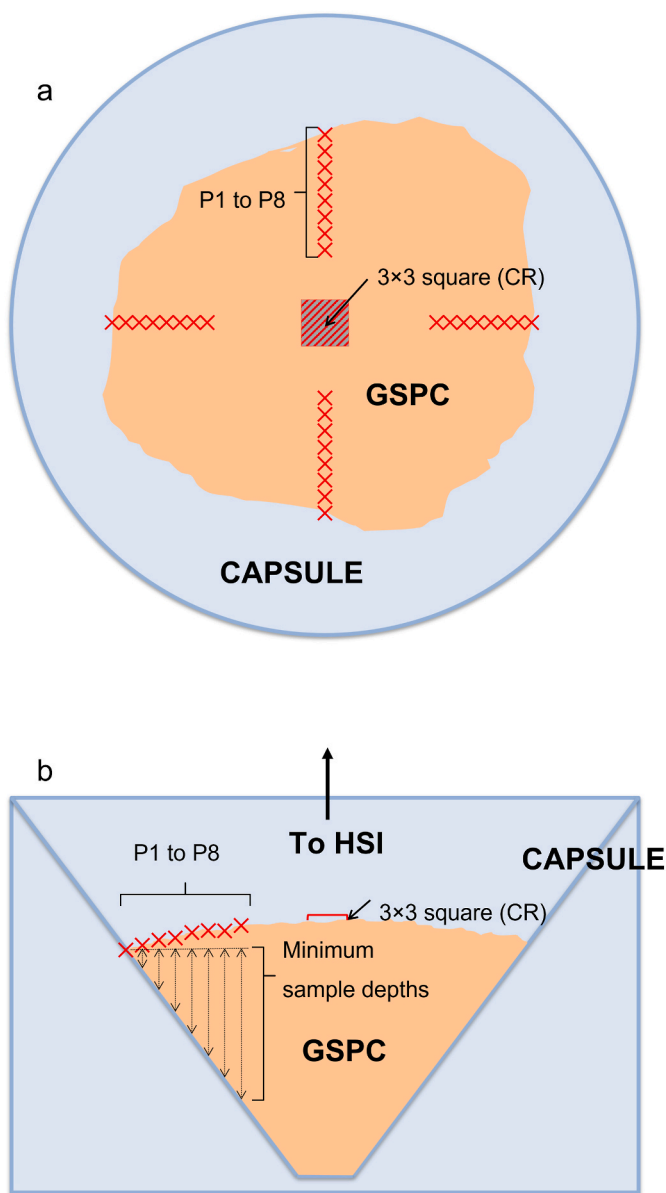 a
P1 to P8
3×3 square (CR)
GSPC
CAPSULE
b
To HSI
P1 to P8
CAPSULE
3×3 square (CR)
Minimum
sample depths
GSPC